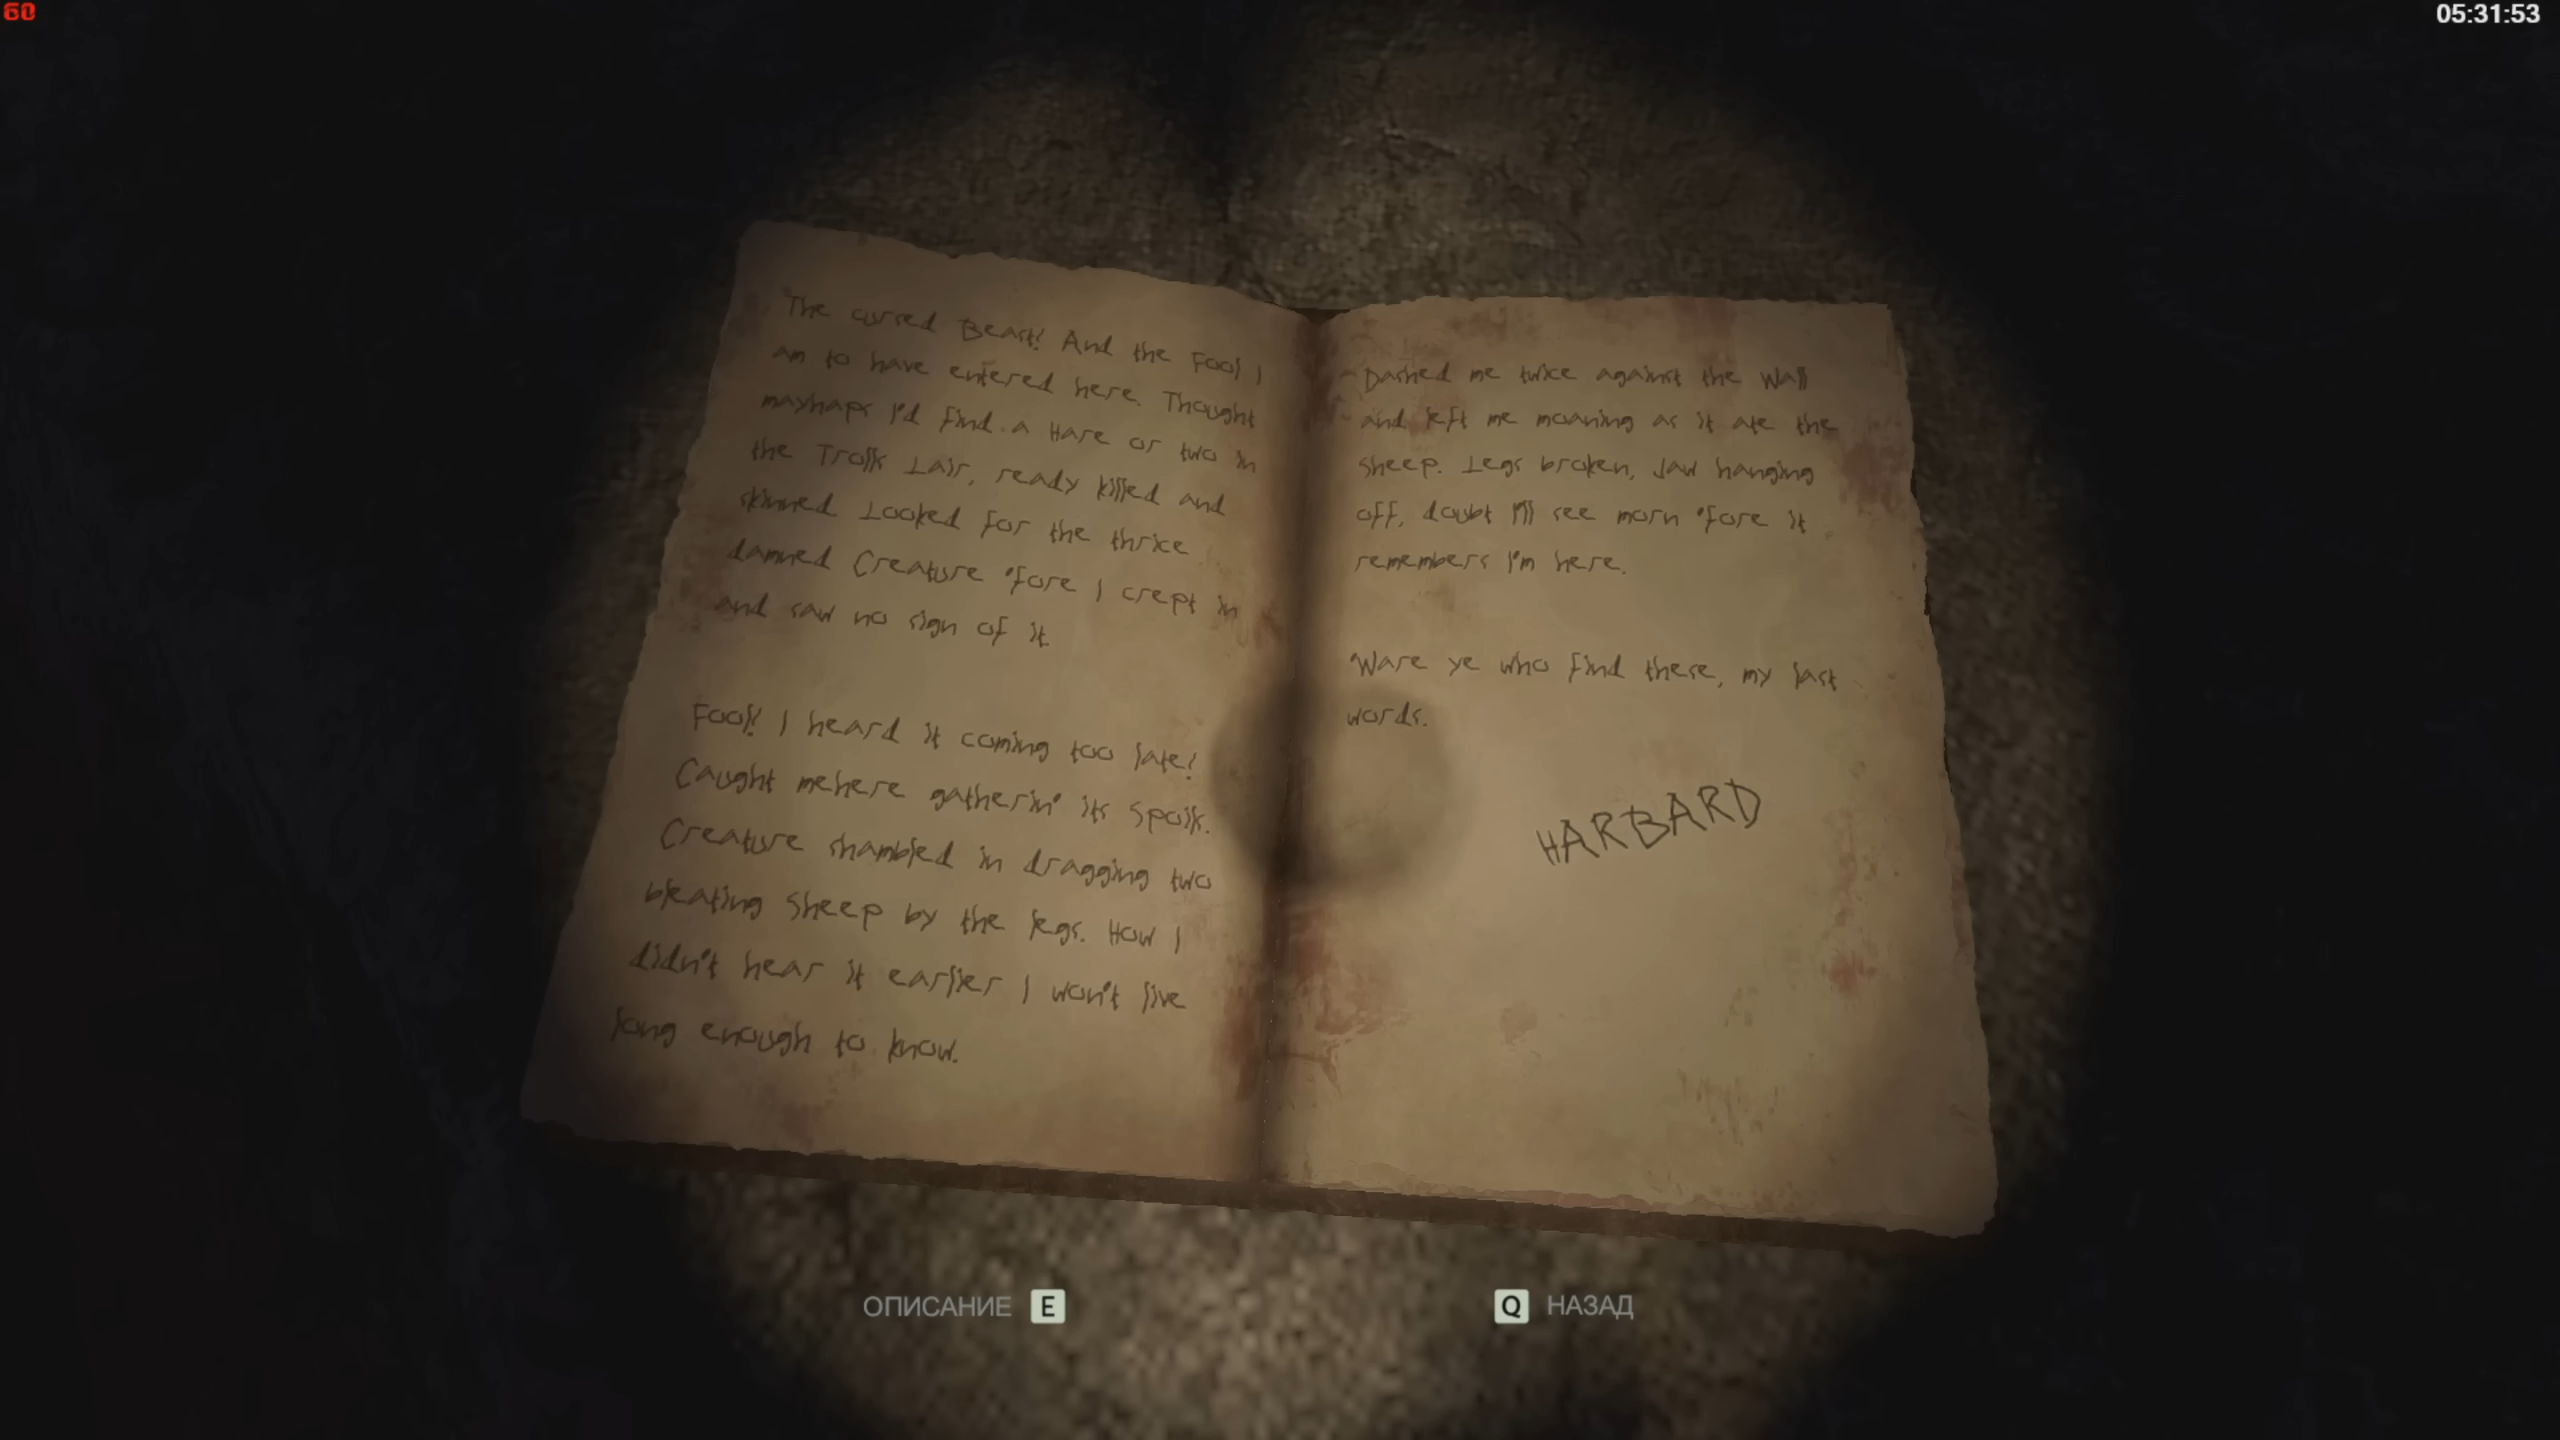 60
05:31:53
The cursed Beast! And the Fool I
am to have entered here. Thought
mayhaps I'd find a Hare or two in
the Trolls Lair, ready killed and
skinned. Looked for the thrice
damned Creature 'fore I crept in
and saw no sign of it.
Fool! I heard it coming too late!
Caught mehere gatherin' its spoils.
Creature shambled in dragging two
bleating sheep by the legs. How I
didn't hear it earlier I won't live
long enough to know.
Dashed me twice against the Wall
and left me moaning as it ate the
sheep. Legs broken, Jaw hanging
off, doubt I'll see morn 'fore it
remembers I'm here.
'Ware ye who find these, my last
words.
HARBARD
ОПИСАНИЕ E
Q НАЗАД